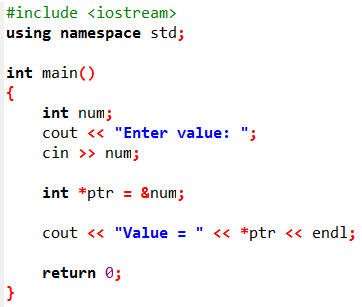 #include <iostream>
using namespace std;
int main()
{
int num;
cout << "Enter value: ";
cin >> num;
int *ptr = &num;
cout << "Value = " << *ptr << endl;
return 0;
}